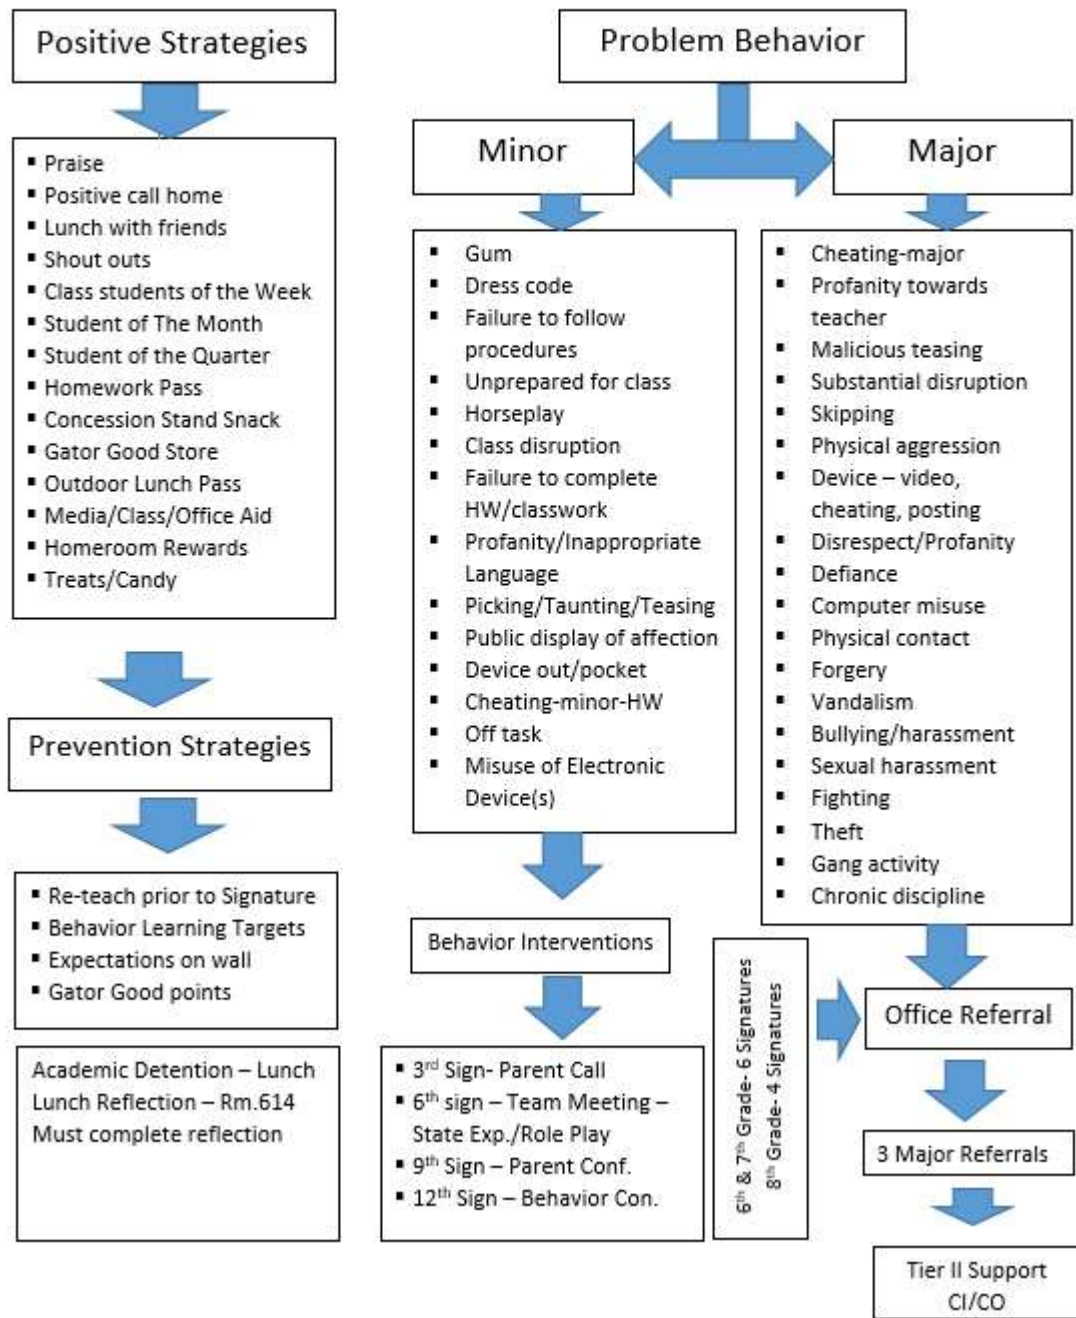 Positive Strategies
▪ Praise
▪ Positive call home
▪ Lunch with friends
▪ Shout outs
▪ Class students of the Week
▪ Student of The Month
▪ Student of the Quarter
▪ Homework Pass
▪ Concession Stand Snack
▪ Gator Good Store
▪ Outdoor Lunch Pass
▪ Media/Class/Office Aid
▪ Homeroom Rewards
▪ Treats/Candy
Prevention Strategies
▪ Re-teach prior to Signature
▪ Behavior Learning Targets
▪ Expectations on wall
▪ Gator Good points
Academic Detention – Lunch
Lunch Reflection – Rm.614
Must complete reflection
Problem Behavior
Minor
▪ Gum
▪ Dress code
▪ Failure to follow
procedures
▪ Unprepared for class
▪ Horseplay
▪ Class disruption
▪ Failure to complete
HW/classwork
▪ Profanity/Inappropriate
Language
▪ Picking/Taunting/Teasing
▪ Public display of affection
▪ Device out/pocket
▪ Cheating-minor-HW
▪ Off task
▪ Misuse of Electronic
Device(s)
Behavior Interventions
▪ 3rd Sign- Parent Call
▪ 6th sign – Team Meeting –
State Exp./Role Play
▪ 9th Sign – Parent Conf.
▪ 12th Sign – Behavior Con.
Major
▪ Cheating-major
▪ Profanity towards
teacher
▪ Malicious teasing
▪ Substantial disruption
▪ Skipping
▪ Physical aggression
▪ Device – video,
cheating, posting
▪ Disrespect/Profanity
▪ Defiance
▪ Computer misuse
▪ Physical contact
▪ Forgery
▪ Vandalism
▪ Bullying/harassment
▪ Sexual harassment
▪ Fighting
▪ Theft
▪ Gang activity
▪ Chronic discipline
6th & 7th Grade- 6 Signatures
8th Grade- 4 Signatures
Office Referral
3 Major Referrals
Tier II Support
CI/CO